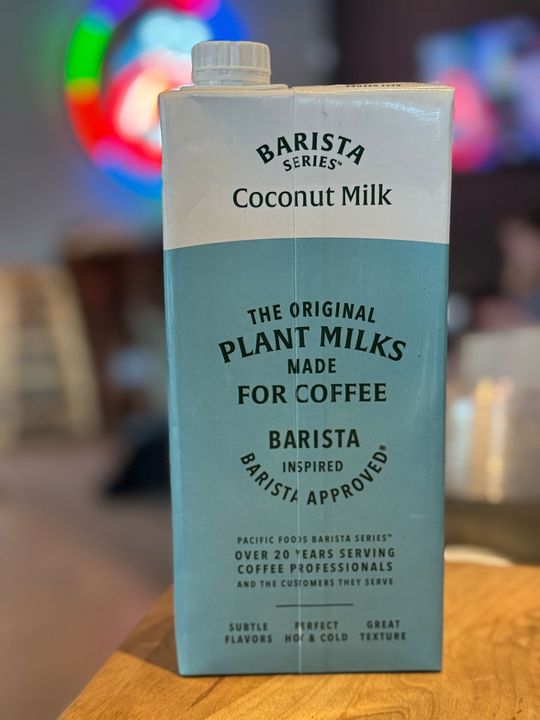 BARISTA
SERIES™
Coconut Milk
THE ORIGINAL
PLANT MILKS
MADE
FOR COFFEE
BARISTA
INSPIRED
BARISTA APPROVED®
PACIFIC FOODS BARISTA SERIES™
OVER 20 YEARS SERVING
COFFEE PROFESSIONALS
AND THE CUSTOMERS THEY SERVE
SUBTLE FLAVORS
PERFECT HOT & COLD
GREAT TEXTURE